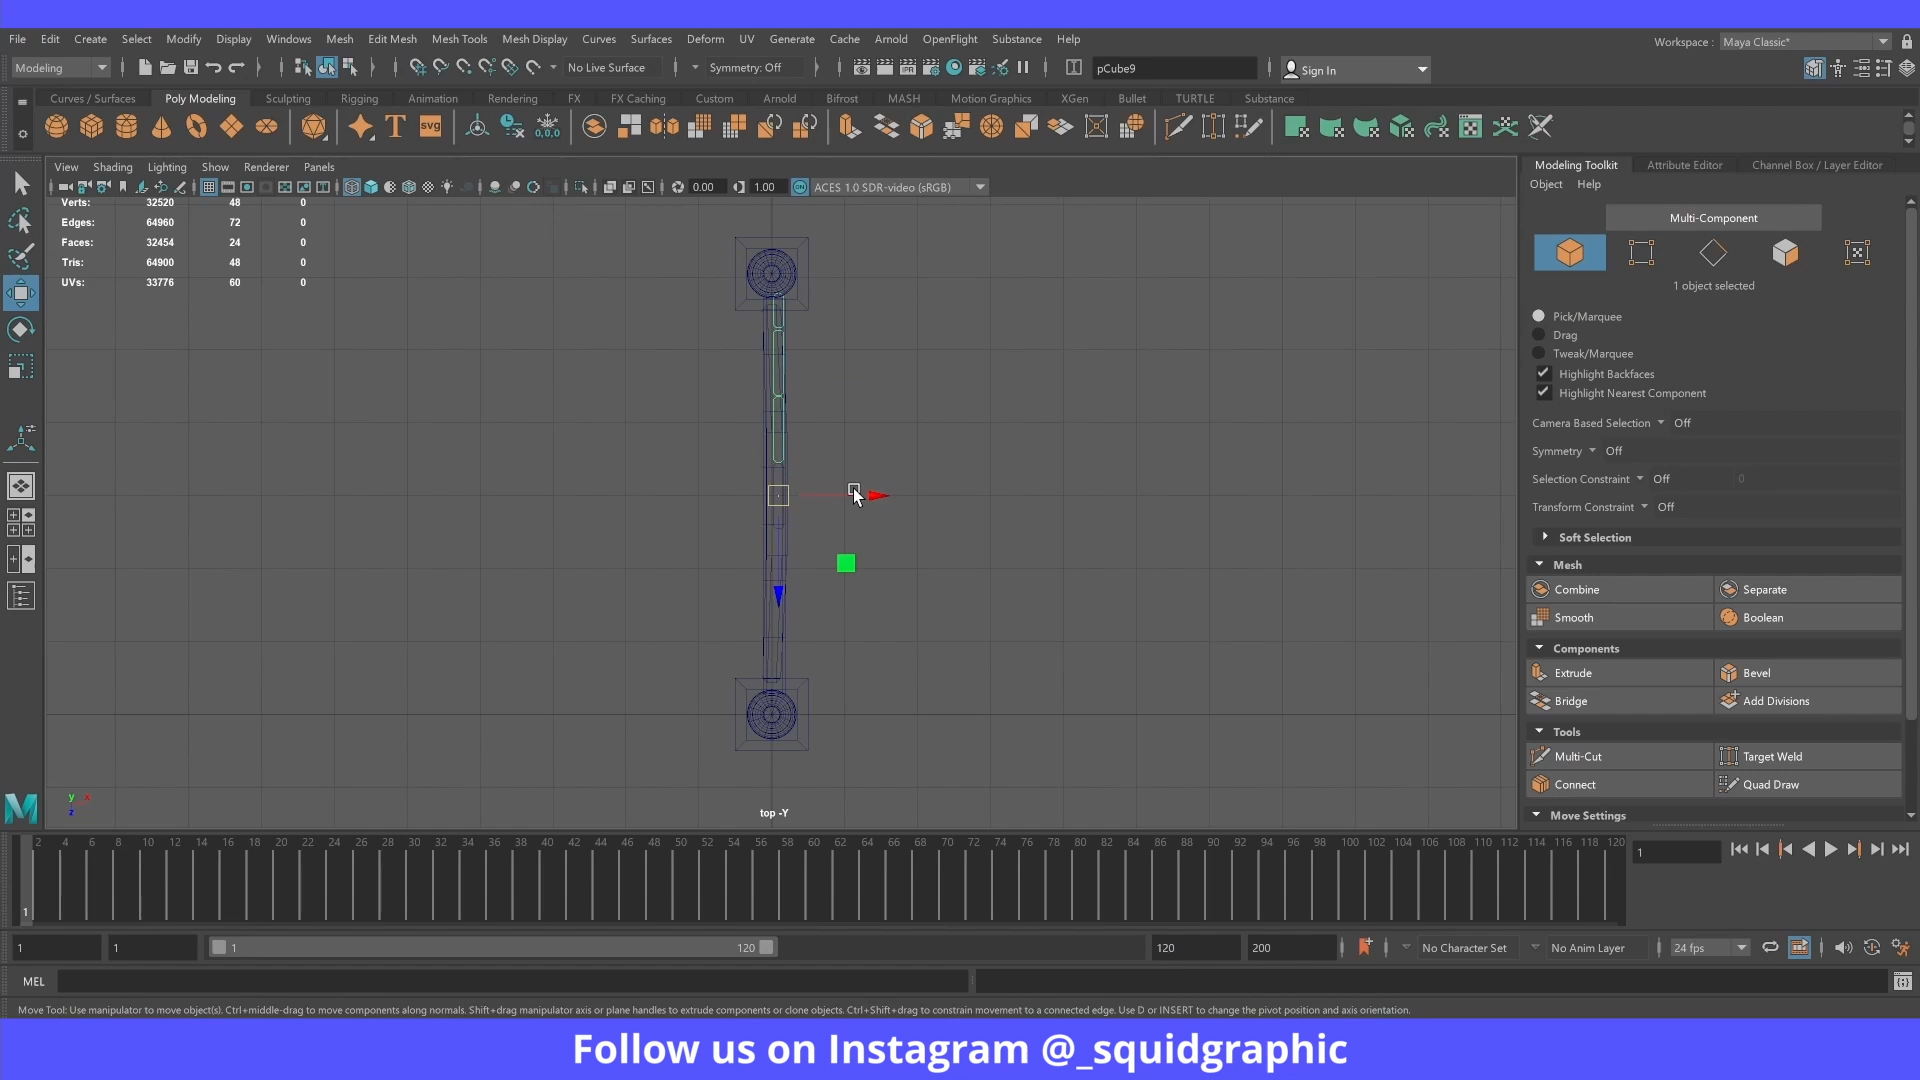 File Edit Create Select Modify Display Windows Mesh Edit Mesh Mesh Tools Mesh Display Curves Surfaces Deform UV Generate Cache Arnold OpenFlight Substance Help
Workspace : Maya Classic*
Modeling No Live Surface Symmetry: Off pCube9 Sign In
Curves / Surfaces Poly Modeling Sculpting Rigging Animation Rendering FX FX Caching Custom Arnold Bifrost MASH Motion Graphics XGen Bullet TURTLE Substance
T svg 0,0,0
View Shading Lighting Show Renderer Panels
0.00 1.00 ACES 1.0 SDR-video (sRGB)
Verts: 32520 48 0
Edges: 64960 72 0
Faces: 32454 24 0
Tris: 64900 48 0
UVs: 33776 60 0
y x
z
top -Y
Modeling Toolkit Attribute Editor Channel Box / Layer Editor
Object Help
Multi-Component
1 object selected
Pick/Marquee
Drag
Tweak/Marquee
Highlight Backfaces
Highlight Nearest Component
Camera Based Selection Off
Symmetry Off
Selection Constraint Off 0
Transform Constraint Off
Soft Selection
Mesh
Combine Separate
Smooth Boolean
Components
Extrude Bevel
Bridge Add Divisions
Tools
Multi-Cut Target Weld
Connect Quad Draw
Move Settings
2 4 6 8 10 12 14 16 18 20 22 24 26 28 30 32 34 36 38 40 42 44 46 48 50 52 54 56 58 60 62 64 66 68 70 72 74 76 78 80 82 84 86 88 90 92 94 96 98 100 102 104 106 108 110 112 114 116 118 120
1
1
1 1 1 120 120 200 No Character Set No Anim Layer 24 fps
MEL
Move Tool: Use manipulator to move object(s). Ctrl+middle-drag to move components along normals. Shift+drag manipulator axis or plane handles to extrude components or clone objects. Ctrl+Shift+drag to constrain movement to a connected edge. Use D or INSERT to change the pivot position and axis orientation.
Follow us on Instagram @_squidgraphic